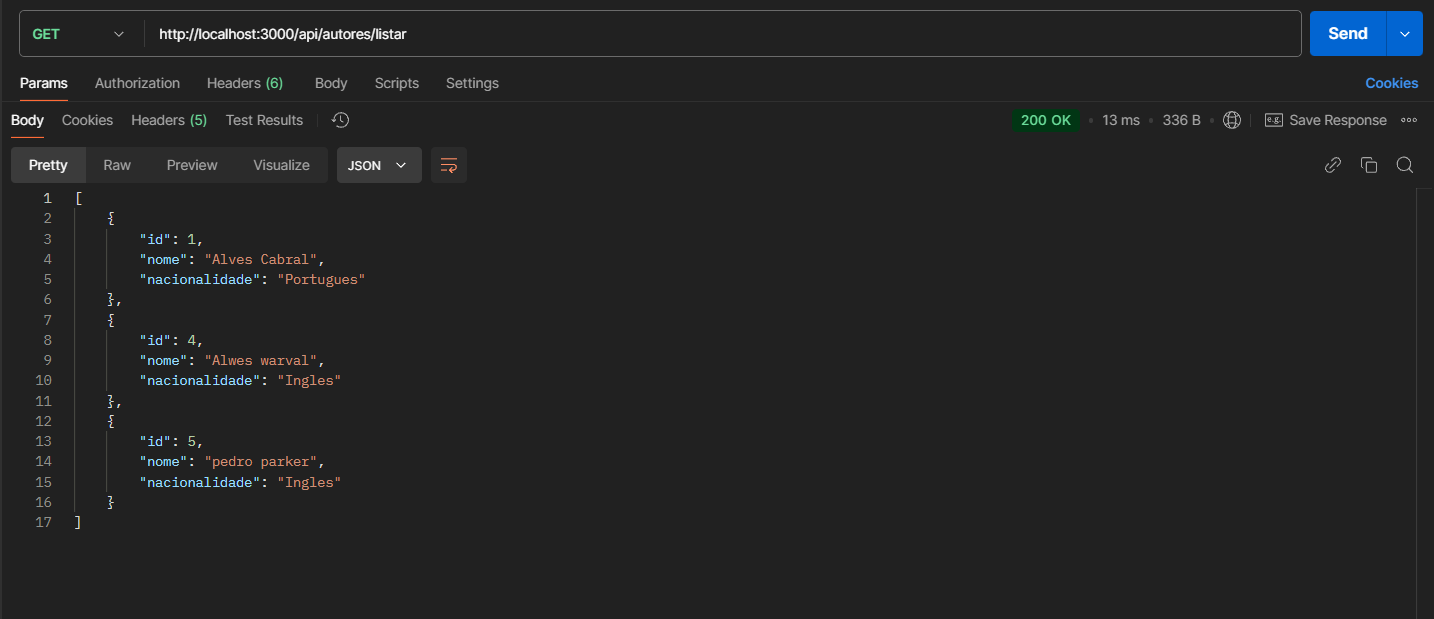 GET http://localhost:3000/api/autores/listar Send
Params Authorization Headers (6) Body Scripts Settings Cookies
Body Cookies Headers (5) Test Results 200 OK • 13 ms • 336 B • e.g. Save Response
Pretty Raw Preview Visualize JSON
1 [
2 {
3 "id": 1,
4 "nome": "Alves Cabral",
5 "nacionalidade": "Portugues"
6 },
7 {
8 "id": 4,
9 "nome": "Alwes warval",
10 "nacionalidade": "Ingles"
11 },
12 {
13 "id": 5,
14 "nome": "pedro parker",
15 "nacionalidade": "Ingles"
16 }
17 ]